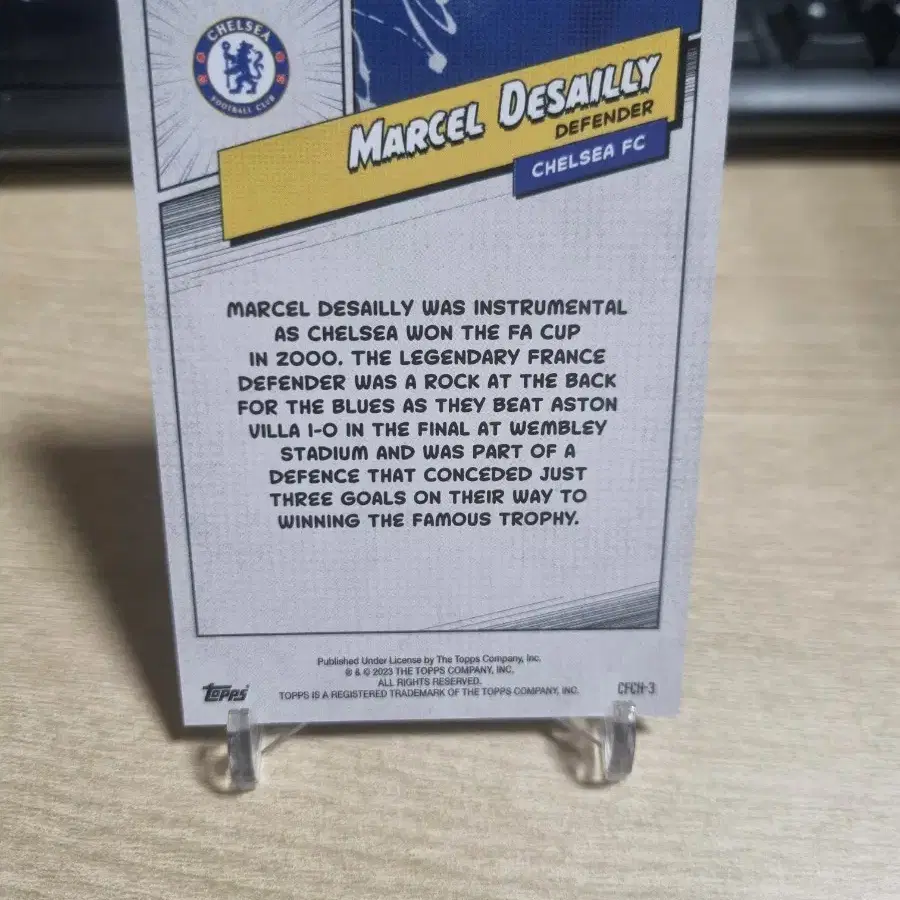 CHELSEA
FOOTBALL CLUB
MARCEL DESAILLY
DEFENDER
CHELSEA FC
MARCEL DESAILLY WAS INSTRUMENTAL
AS CHELSEA WON THE FA CUP
IN 2000. THE LEGENDARY FRANCE
DEFENDER WAS A ROCK AT THE BACK
FOR THE BLUES AS THEY BEAT ASTON
VILLA 1-0 IN THE FINAL AT WEMBLEY
STADIUM AND WAS PART OF A
DEFENCE THAT CONCEDED JUST
THREE GOALS ON THEIR WAY TO
WINNING THE FAMOUS TROPHY.
Published Under License by The Topps Company, Inc.
® & © 2023 THE TOPPS COMPANY, INC.
ALL RIGHTS RESERVED.
TOPPS IS A REGISTERED TRADEMARK OF THE TOPPS COMPANY, INC.
topps
CFCH-3